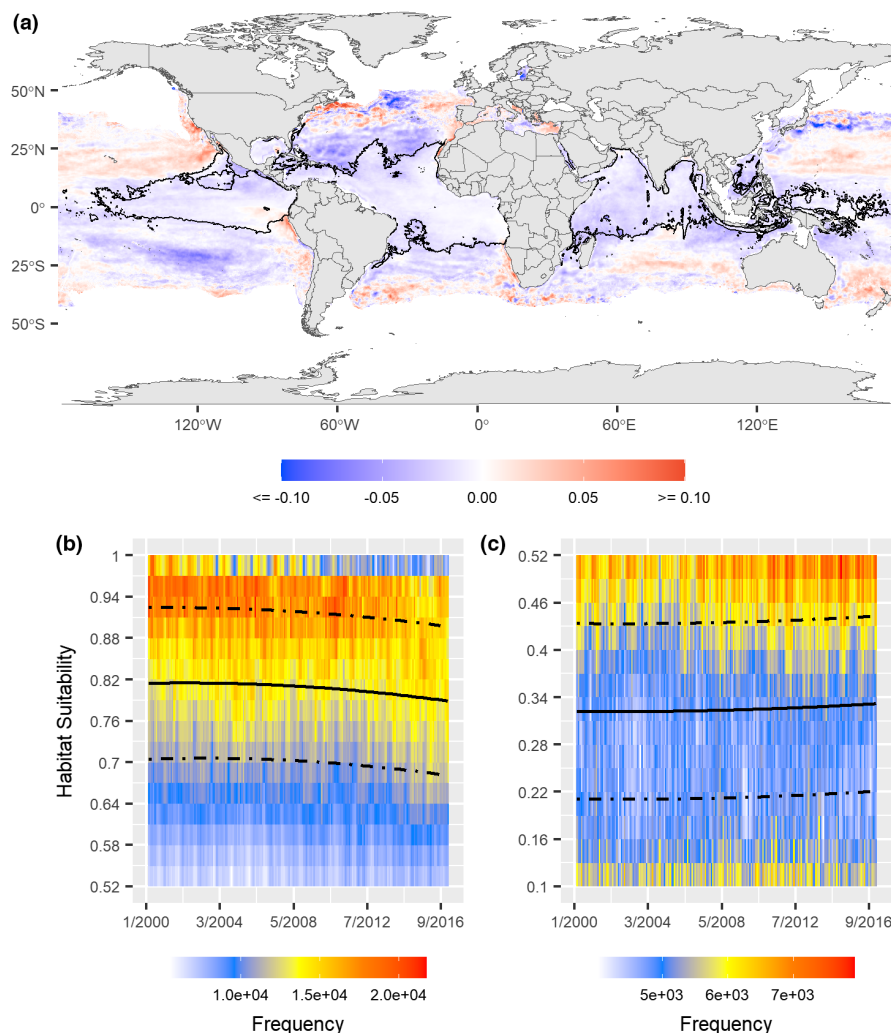 (a)
50°N
25°N
0°
25°S
50°S
120°W
60°W
0°
60°E
120°E
<= -0.10
-0.05
0.00
0.05
>= 0.10
(b)
(c)
Habitat Suitability
1
0.94
0.88
0.82
0.76
0.7
0.64
0.58
0.52
1/2000
3/2004
5/2008
7/2012
9/2016
0.52
0.46
0.4
0.34
0.28
0.22
0.16
0.1
1/2000
3/2004
5/2008
7/2012
9/2016
1.0e+04
1.5e+04
2.0e+04
Frequency
5e+03
6e+03
7e+03
Frequency